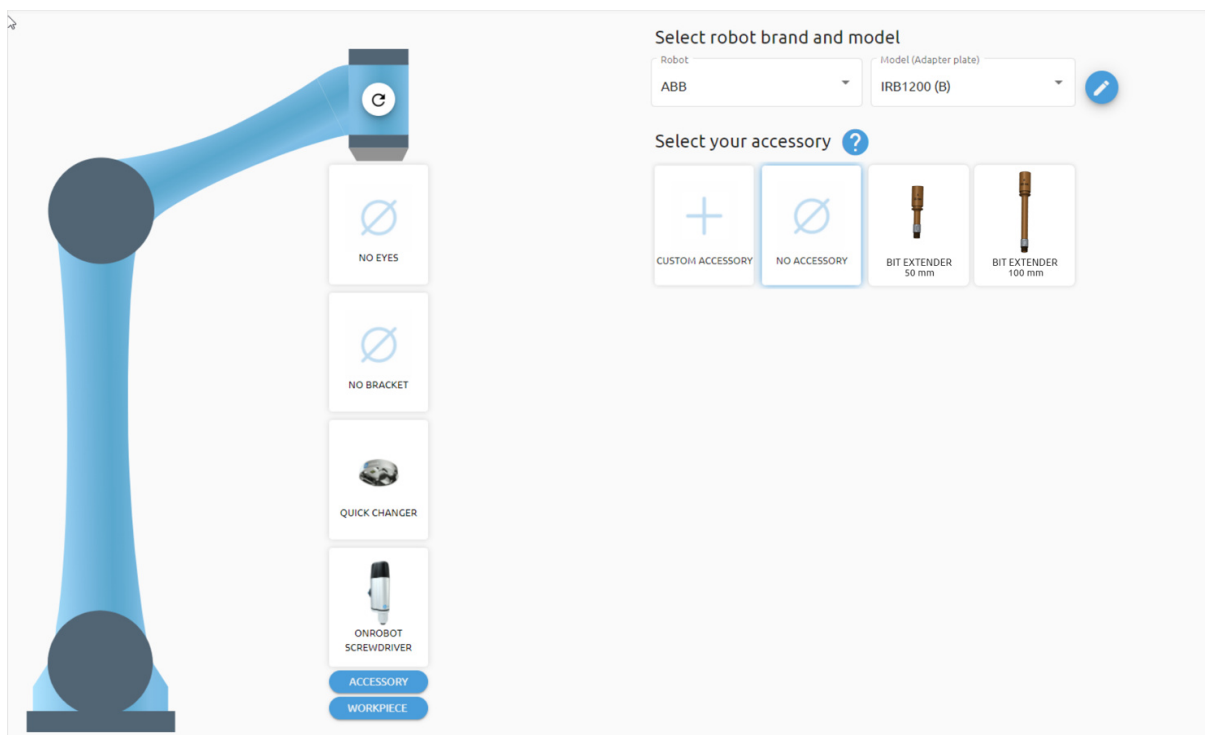 Select robot brand and model
Robot
ABB
Model (Adapter plate)
IRB1200 (B)
Select your accessory ?
CUSTOM ACCESSORY
NO ACCESSORY
BIT EXTENDER
50 mm
BIT EXTENDER
100 mm
NO EYES
NO BRACKET
QUICK CHANGER
ONROBOT
SCREWDRIVER
ACCESSORY
WORKPIECE